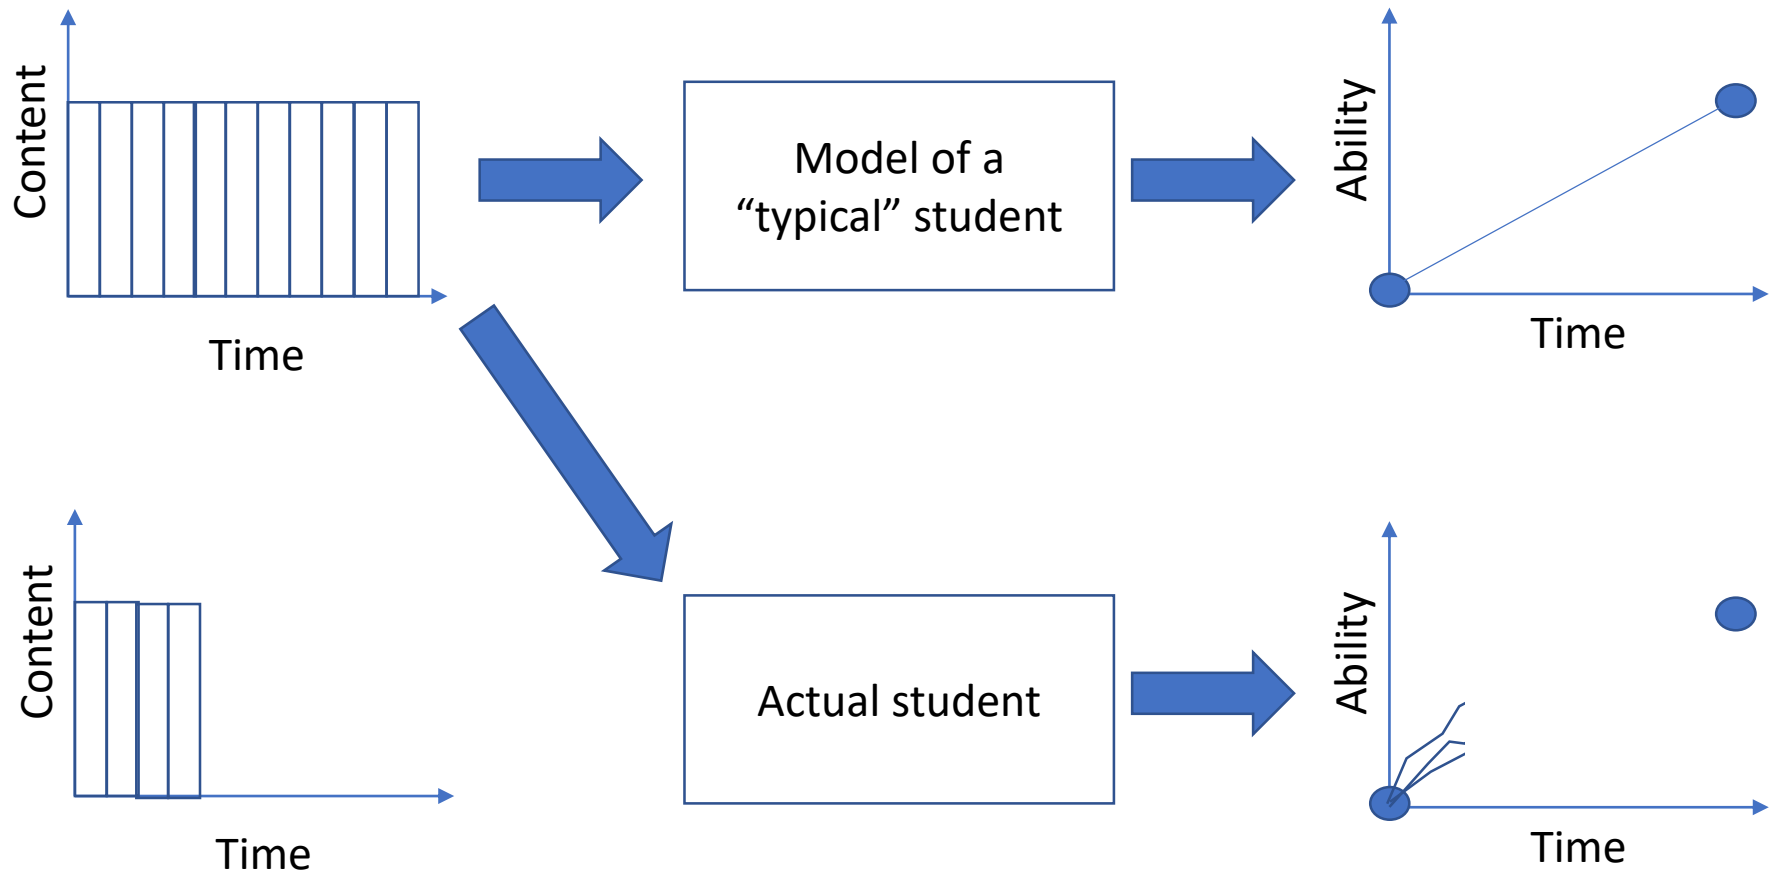 Content
Time
Model of a
“typical” student
Ability
Time
Content
Time
Actual student
Ability
Time